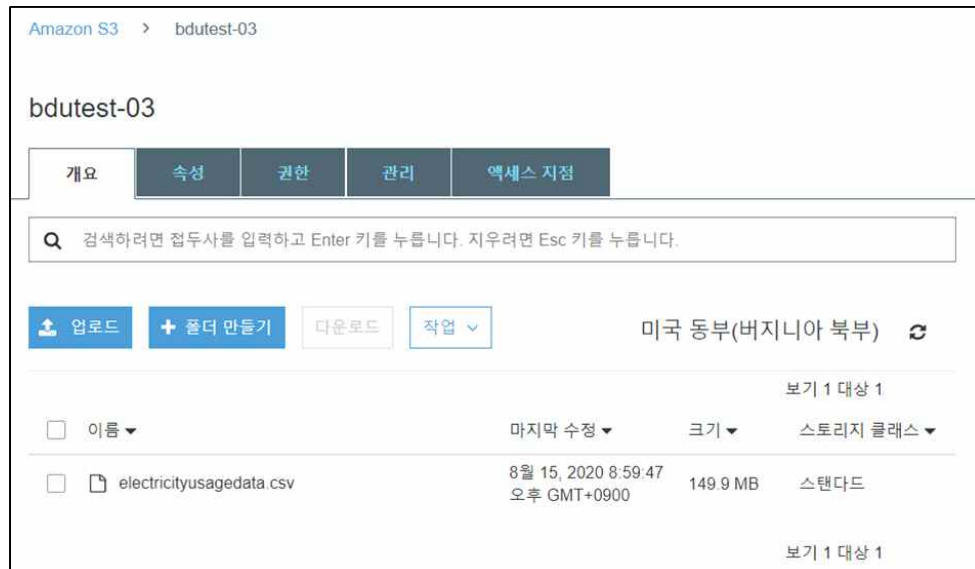 Amazon S3 > bdutest-03
bdutest-03
개요 속성 권한 관리 액세스 지점
검색하려면 접두사를 입력하고 Enter 키를 누릅니다. 지우려면 Esc 키를 누릅니다.
업로드 + 폴더 만들기 다운로드 작업 미국 동부(버지니아 북부)
보기 1 대상 1
이름 마지막 수정 크기 스토리지 클래스
electricityusagedata.csv 8월 15, 2020 8:59:47 149.9 MB 스탠다드
오후 GMT+0900
보기 1 대상 1